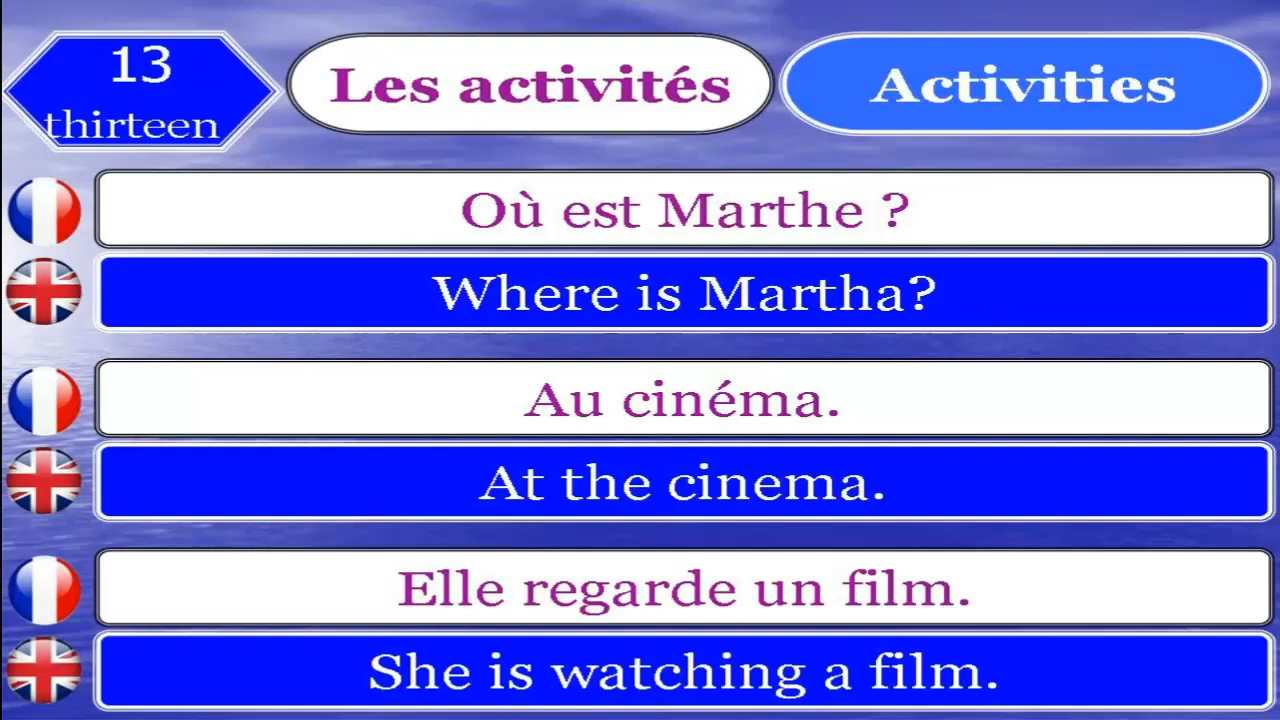 13
thirteen
Les activités
Activities
Où est Marthe ?
Where is Martha?
Au cinéma.
At the cinema.
Elle regarde un film.
She is watching a film.